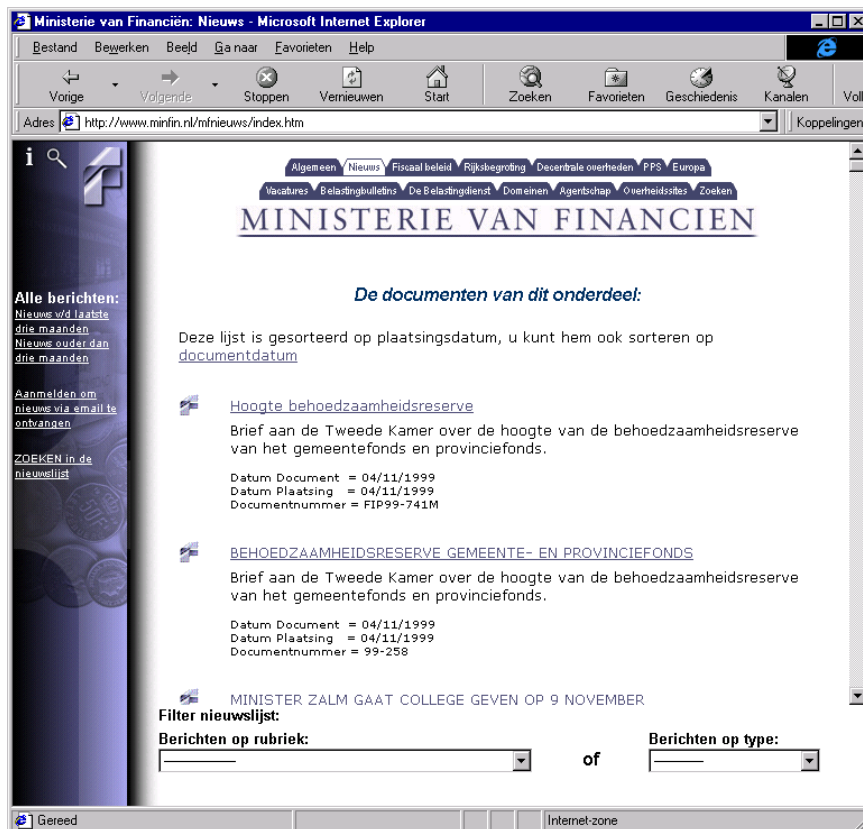 Ministerie van Financiën: Nieuws - Microsoft Internet Explorer
Bestand Bewerken Beeld Ga naar Favorieten Help
Vorige Volgende Stoppen Vernieuwen Start Zoeken Favorieten Geschiedenis Kanalen Voll
Adres http://www.minfin.nl/mfnieuws/index.htm Koppelingen
Algemeen Nieuws Fiscaal beleid Rijksbegroting Decentrale overheden PPS Europa
Vacatures Belastingbulletins De Belastingdienst Domeinen Agentschap Overheidssites Zoeken
MINISTERIE VAN FINANCIEN
Alle berichten:
Nieuws v/d laatste
drie maanden
Nieuws ouder dan
drie maanden
Aanmelden om
nieuws via email te
ontvangen
ZOEKEN in de
nieuwslijst
De documenten van dit onderdeel:
Deze lijst is gesorteerd op plaatsingsdatum, u kunt hem ook sorteren op
documentdatum
Hoogte behoedzaamheidsreserve
Brief aan de Tweede Kamer over de hoogte van de behoedzaamheidsreserve
van het gemeentefonds en provinciefonds.
Datum Document = 04/11/1999
Datum Plaatsing = 04/11/1999
Documentnummer = FIP99-741M
BEHOEDZAAMHEIDSRESERVE GEMEENTE- EN PROVINCIEFONDS
Brief aan de Tweede Kamer over de hoogte van de behoedzaamheidsreserve
van het gemeentefonds en provinciefonds.
Datum Document = 04/11/1999
Datum Plaatsing = 04/11/1999
Documentnummer = 99-258
MINISTER ZALM GAAT COLLEGE GEVEN OP 9 NOVEMBER
Filter nieuwslijst:
Berichten op rubriek: of Berichten op type:
Gereed Internet-zone